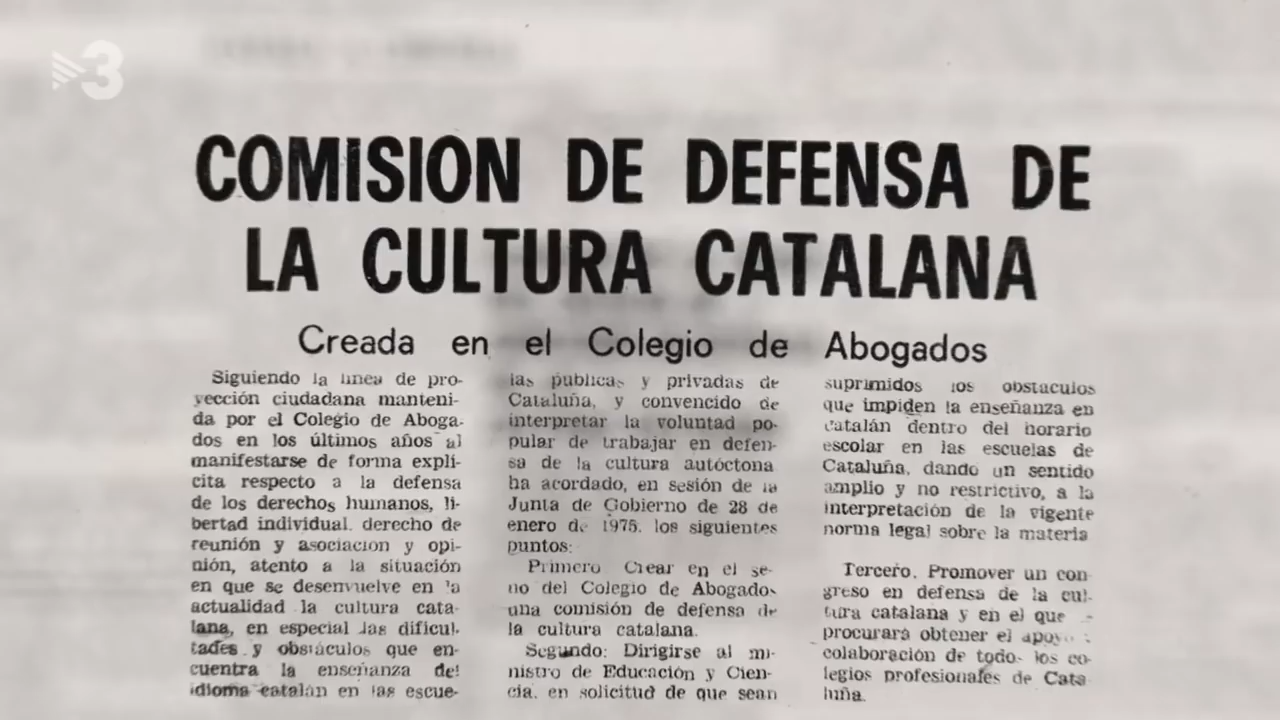 3
COMISION DE DEFENSA DE
LA CULTURA CATALANA
Creada en el Colegio de Abogados
Siguiendo la línea de pro-
yección ciudadana manteni-
da por el Colegio de Aboga-
dos en los últimos años al
manifestarse de forma explí-
cita respecto a la defensa
de los derechos humanos, li-
bertad individual. derecho de
reunión y asociación y opi-
nión, atento a la situación
en que se desenvuelve en la
actualidad la cultura cata-
lana, en especial las dificul-
tades y obstáculos que en-
cuentra la enseñanza del
idioma catalán en las escue-
las públicas y privadas de
Cataluña, y convencido de
interpretar la voluntad po-
pular de trabajar en defen-
sa de la cultura autóctona
ha acordado, en sesión de la
Junta de Gobierno de 28 de
enero de 1975. los siguientes
puntos:
Primero Crear en el se-
no del Colegio de Abogados
una comisión de defensa de
la cultura catalana.
Segundo: Dirigirse al mi-
nistro de Educación y Cien-
cia. en solicitud de que sean
suprimidos los obstáculos
que impiden la enseñanza en
catalán dentro del horario
escolar en las escuelas de
Cataluña, dando un sentido
amplio y no restrictivo, a la
interpretación de la vigente
norma legal sobre la materia
Tercero. Promover un con-
greso en defensa de la cul-
tura catalana y en el que
procurará obtener el apoyo
colaboración de todos los co-
legios profesionales de Cata-
luña.